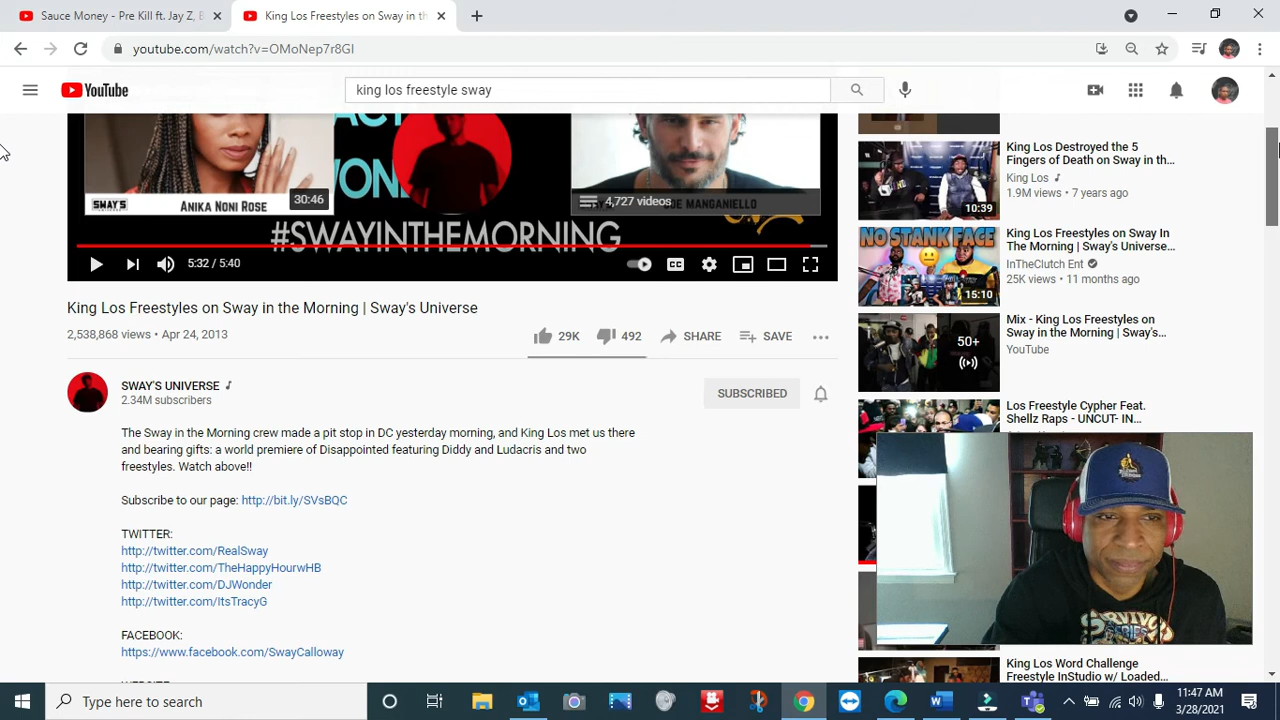 Sauce Money - Pre Kill ft. Jay Z, B
King Los Freestyles on Sway in th
youtube.com/watch?v=OMoNep7r8GI
YouTube
king los freestyle sway
SWAY'S
ANIKA NONI ROSE
30:46
4,727 videos
MANGANIELLO
#SWAYINTHEMORNING
5:32 / 5:40
CC
King Los Freestyles on Sway in the Morning | Sway's Universe
2,538,868 views • Apr 24, 2013
29K
492
SHARE
SAVE
SWAY'S UNIVERSE
2.34M subscribers
SUBSCRIBED
The Sway in the Morning crew made a pit stop in DC yesterday morning, and King Los met us there
and bearing gifts: a world premiere of Disappointed featuring Diddy and Ludacris and two
freestyles. Watch above!!
Subscribe to our page: http://bit.ly/SVsBQC
TWITTER:
http://twitter.com/RealSway
http://twitter.com/TheHappyHourwHB
http://twitter.com/DJWonder
http://twitter.com/ItsTracyG
FACEBOOK:
https://www.facebook.com/SwayCalloway
10:39
King Los Destroyed the 5
Fingers of Death on Sway in th...
King Los
1.9M views • 7 years ago
NO STANK FACE
15:10
King Los Freestyles on Sway In
The Morning | Sway's Universe...
InTheClutch Ent
25K views • 11 months ago
50+
Mix - King Los Freestyles on
Sway in the Morning | Sway's...
YouTube
Los Freestyle Cypher Feat.
Shellz Raps - UNCUT- IN...
SERIES
King Los Word Challenge
Freestyle InStudio w/ Loaded...
Type here to search
11:47 AM
3/28/2021